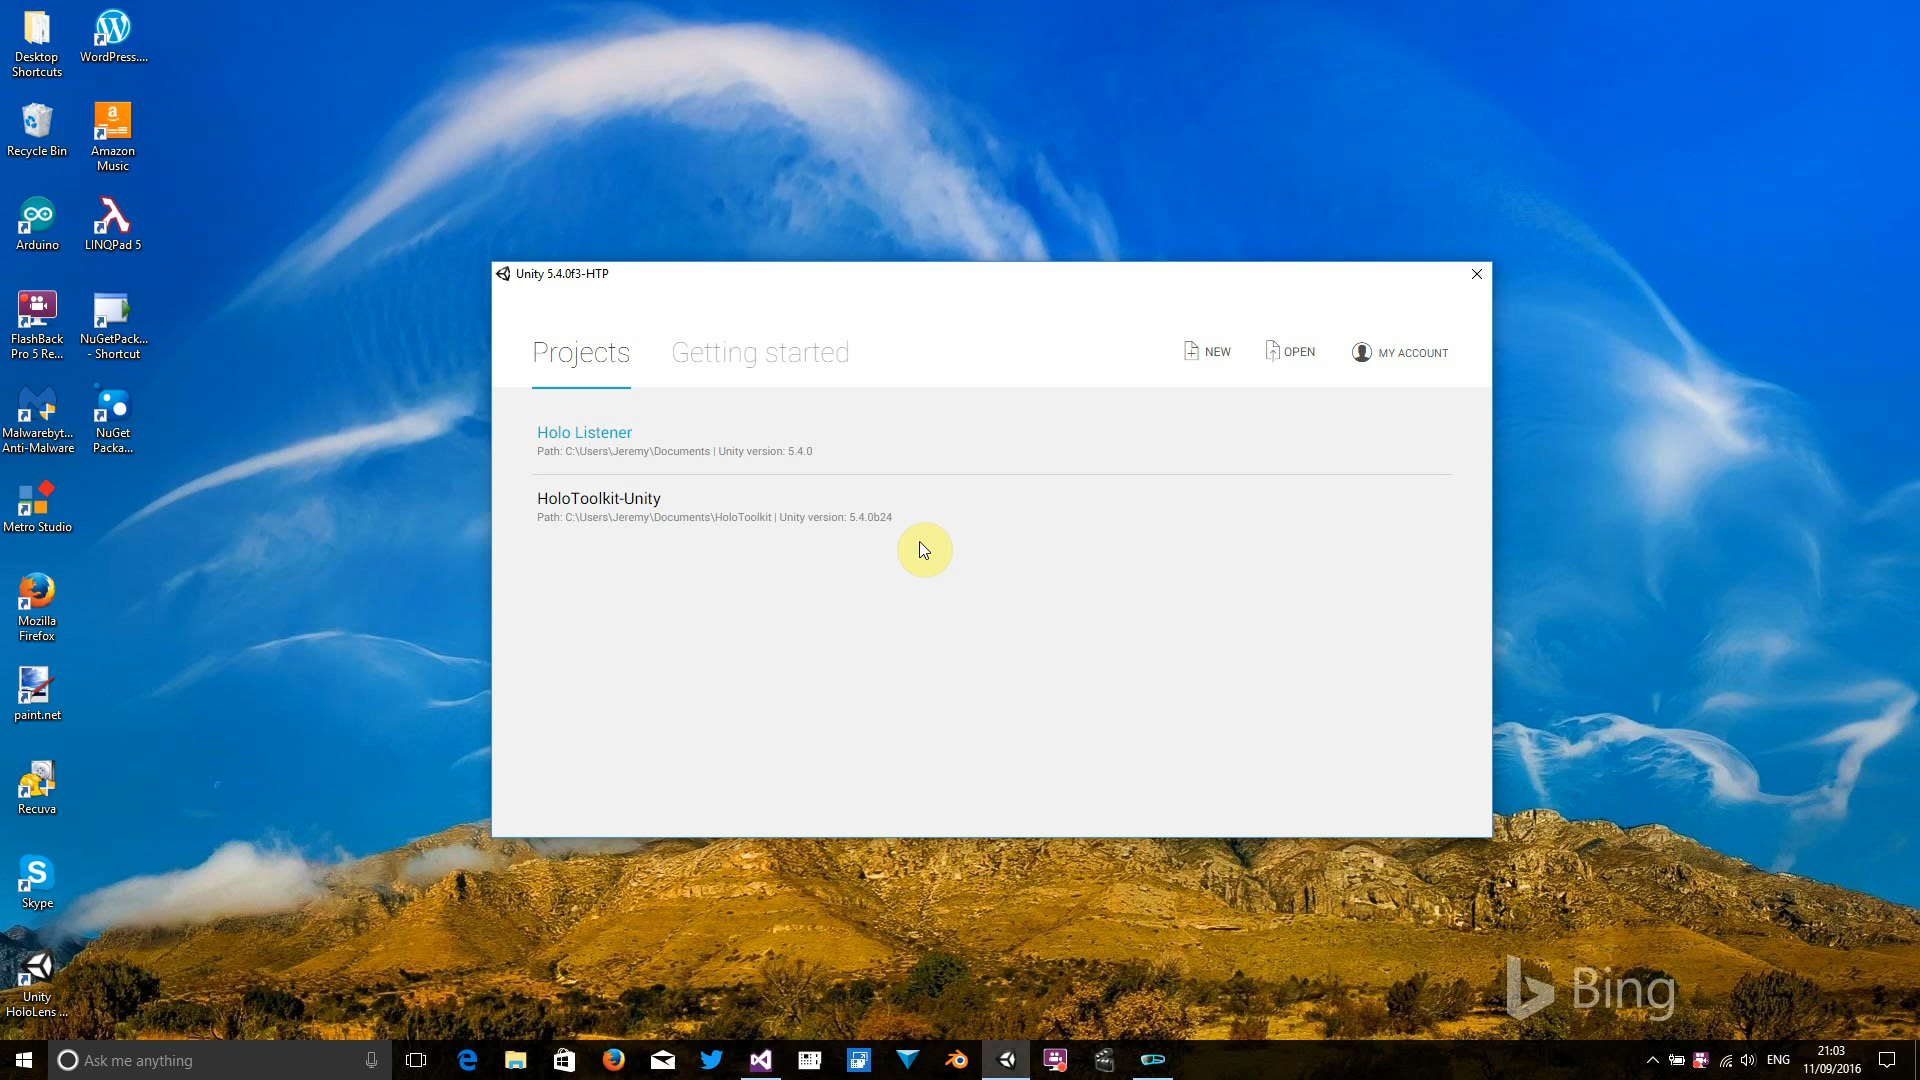 Desktop
Shortcuts
WordPress....
Recycle Bin
Amazon
Music
Arduino
LINQPad 5
FlashBack
Pro 5 Re...
NuGetPack...
- Shortcut
Malwarebyt...
Anti-Malware
NuGet
Packa...
Metro Studio
Mozilla
Firefox
paint.net
Recuva
Skype
Unity
HoloLens ...
Unity 5.4.0f3-HTP
Projects
Getting started
NEW
OPEN
MY ACCOUNT
Holo Listener
Path: C:\Users\Jeremy\Documents | Unity version: 5.4.0
HoloToolkit-Unity
Path: C:\Users\Jeremy\Documents\HoloToolkit | Unity version: 5.4.0b24
Bing
Ask me anything
ENG
21:03
11/09/2016